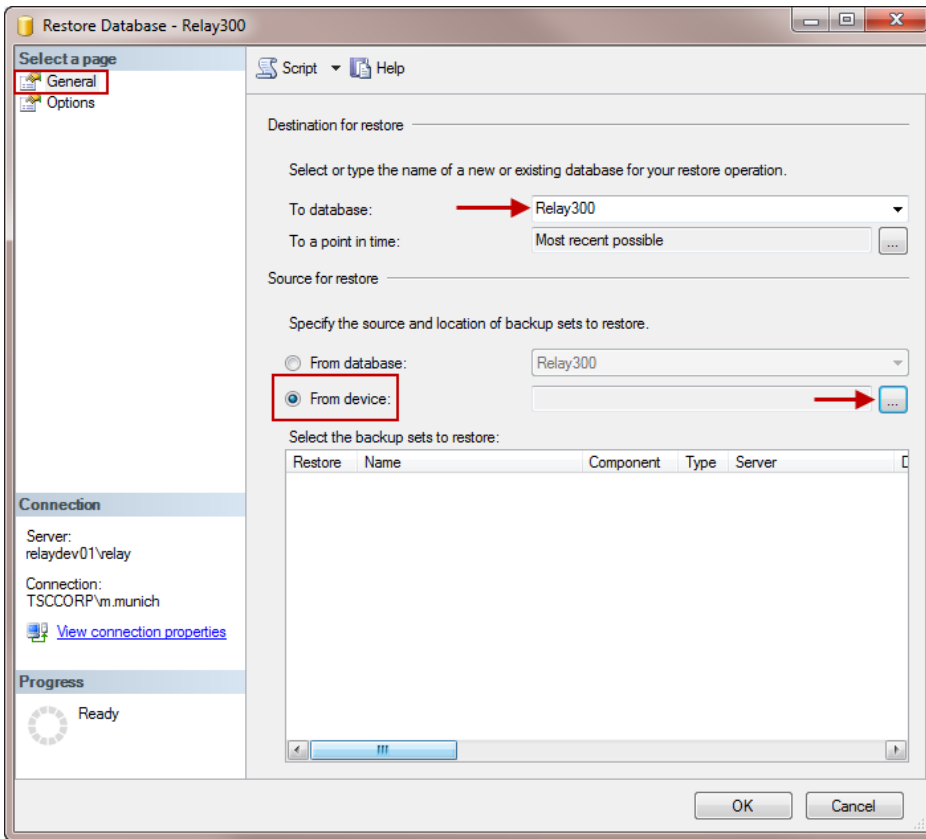 Restore Database - Relay300
Select a page
General
Options
Script
Help
Destination for restore
Select or type the name of a new or existing database for your restore operation.
To database:
Relay300
To a point in time:
Most recent possible
...
Source for restore
Specify the source and location of backup sets to restore.
From database:
Relay300
From device:
...
Select the backup sets to restore:
Restore Name Component Type Server
Connection
Server:
relaydev01\relay
Connection:
TSCCORP\m.munich
View connection properties
Progress
Ready
OK
Cancel